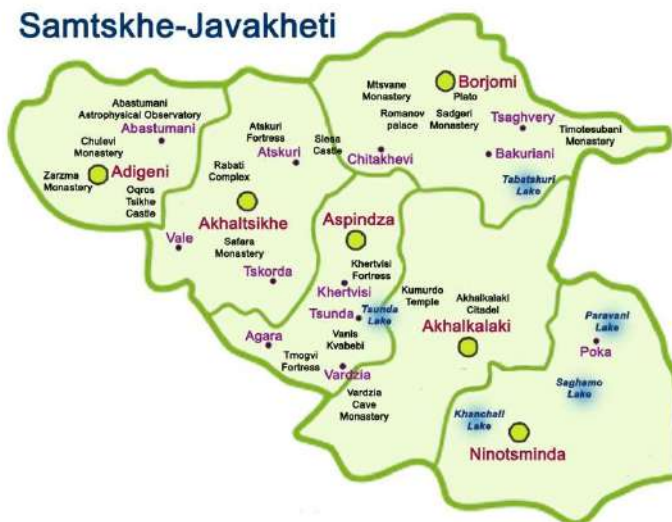 Samtskhe-Javakheti
Abastumani
Astrophysical Observatory
Abastumani
Chulevi
Monastery
Zarzma
Monastery
Adigeni
Oqros
Tsikhe
Castle
Atskuri
Fortress
Atskuri
Slesa
Castle
Rabati
Complex
Akhaltsikhe
Vale
Safara
Monastery
Tskorda
Mtsvane
Monastery
Borjomi
Plato
Romanov
palace
Sadgeri
Monastery
Tsaghvery
Timotesubani
Monastery
Chitakhevi
Bakuriani
Tabatskuri
Lake
Aspindza
Khertvisi
Fortress
Khertvisi
Tsunda
Tsunda
Lake
Agara
Vanis
Kvabebi
Tmogvi
Fortress
Vardzia
Vardzia
Cave
Monastery
Kumurdo
Temple
Akhalkalaki
Citadel
Akhalkalaki
Paravani
Lake
Poka
Saghamo
Lake
Khanchali
Lake
Ninotsminda